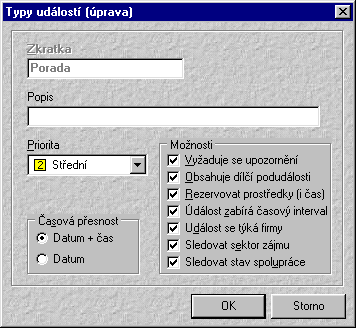 Typy událostí (úprava)
Zkratka
Porada
Popis
Priorita
2 Střední
Možnosti
Vyžaduje se upozornění
Obsahuje dílčí podudálosti
Rezervovat prostředky (i čas)
Událost zabírá časový interval
Událost se týká firmy
Sledovat sektor zájmu
Sledovat stav spolupráce
Časová přesnost
Datum + čas
Datum
OK
Storno